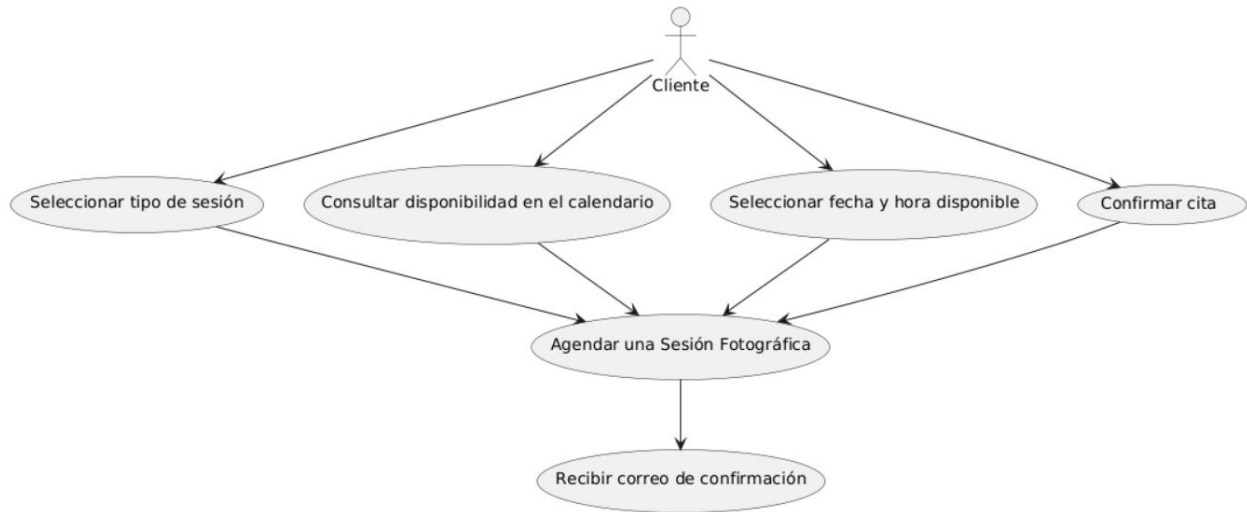 Cliente
Seleccionar tipo de sesión
Consultar disponibilidad en el calendario
Seleccionar fecha y hora disponible
Confirmar cita
Agendar una Sesión Fotográfica
Recibir correo de confirmación